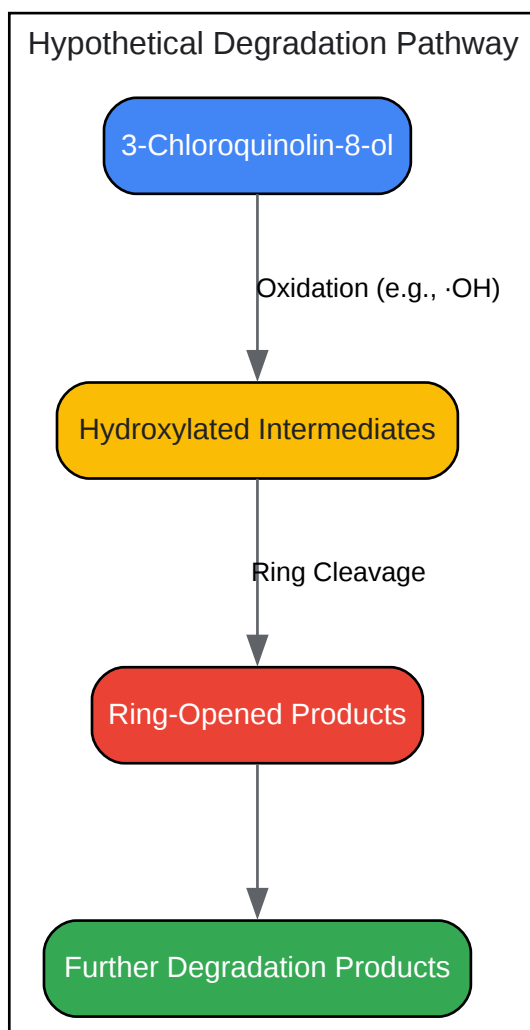 Hypothetical Degradation Pathway
3-Chloroquinolin-8-ol
Oxidation (e.g., ·OH)
Hydroxylated Intermediates
Ring Cleavage
Ring-Opened Products
Further Degradation Products